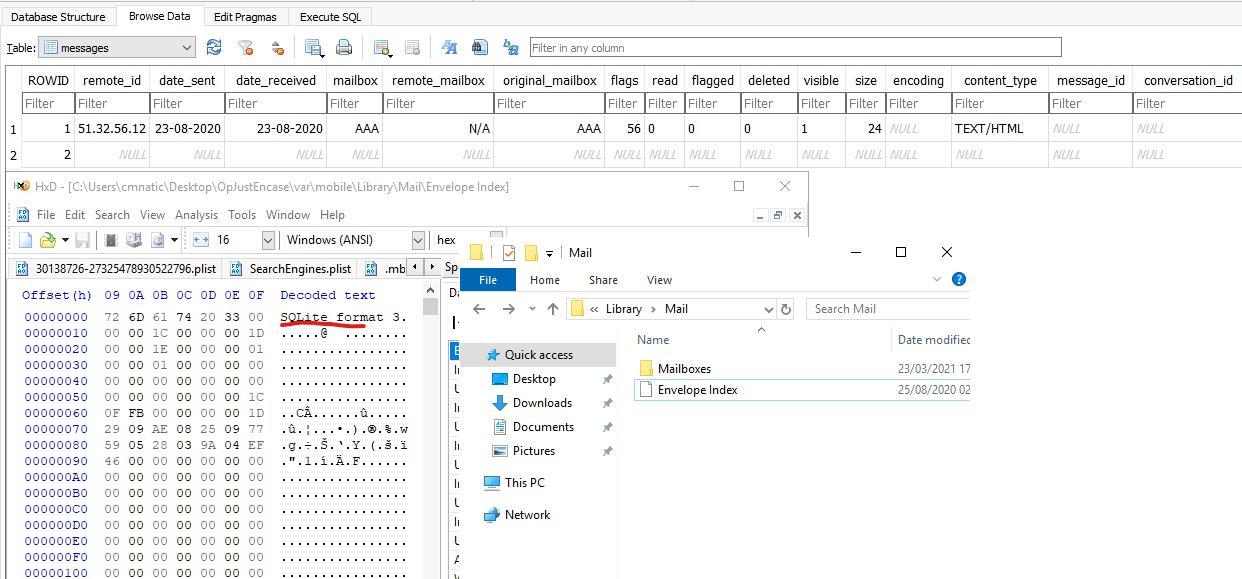 Database Structure Browse Data Edit Pragmas Execute SQL
Table: messages Filter in any column
ROWID remote_id date_sent date_received mailbox remote_mailbox original_mailbox flags read flagged deleted visible size encoding content_type message_id conversation_id
Filter Filter Filter Filter Filter Filter Filter Filter Filter Filter Filter Filter Filter Filter Filter Filter Filter
1 1 51.32.56.12 23-08-2020 23-08-2020 AAA N/A AAA 56 0 0 0 1 24 NULL TEXT/HTML NULL NULL
2 2 NULL NULL NULL NULL NULL NULL NULL NULL NULL NULL NULL NULL NULL NULL NULL NULL
HxD - [C:\Users\cmnatic\Desktop\OpJustEncase\var\mobile\Library\Mail\Envelope Index]
File Edit Search View Analysis Tools Window Help
16 Windows (ANSI) hex
30138726-27325478930522796.plist SearchEngines.plist .mb Sp
Offset(h) 09 0A 0B 0C 0D 0E 0F Decoded text
00000000 72 6D 61 74 20 33 00 SQLite format 3.
00000010 00 00 1C 00 00 00 1D .....@ ........
00000020 00 00 1E 00 00 00 01 ................
00000030 00 00 01 00 00 00 00 ................
00000040 00 00 00 00 00 00 00 ................
00000050 00 00 00 00 00 00 1C ................
00000060 0F FB 00 00 00 00 1D ..CÂ......û.....
00000070 29 09 AE 08 25 09 77 .û.¦...•.).®.%.w
00000080 59 05 28 03 9A 04 EF .g.÷.Š.‘.Y.(.š.ï
00000090 46 00 00 00 00 00 00 .".l.í.Ä.F......
000000A0 00 00 00 00 00 00 00 ................
000000B0 00 00 00 00 00 00 00 ................
000000C0 00 00 00 00 00 00 00 ................
000000D0 00 00 00 00 00 00 00 ................
000000E0 00 00 00 00 00 00 00 ................
000000F0 00 00 00 00 00 00 00 ................
00000100 00 00 00 00 00 00 00 ................
Mail
File Home Share View
« Library › Mail Search Mail
Name Date modified
Quick access
Desktop
Downloads
Documents
Pictures
This PC
Network
Mailboxes 23/03/2021 17
Envelope Index 25/08/2020 02